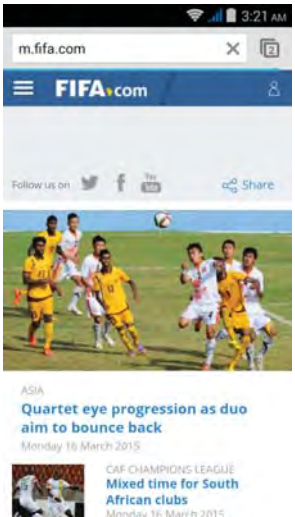 3:21 AM
m.fifa.com
2
FIFA.com
Follow us on
You
Tube
Share
ASIA
Quartet eye progression as duo
aim to bounce back
Monday 16 March 2015
CAF CHAMPIONS LEAGUE
Mixed time for South
African clubs
Monday 16 March 2015